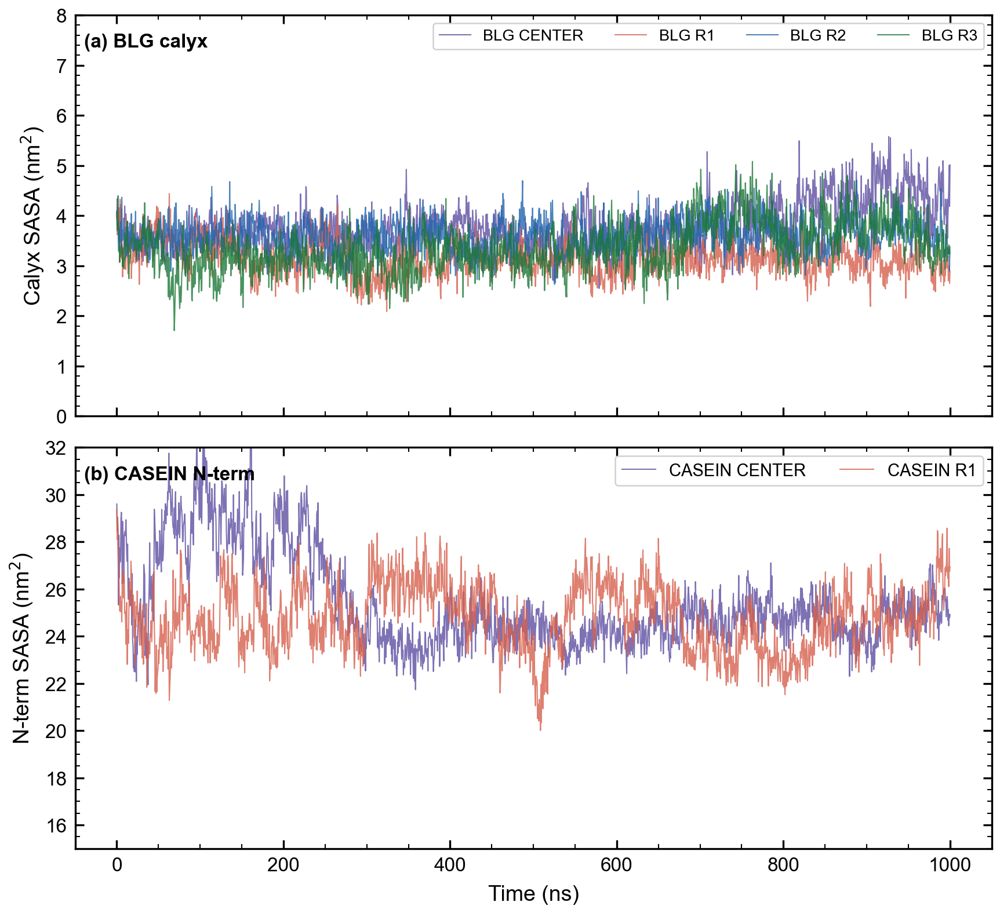 8
(a) BLG calyx
BLG CENTER BLG R1 BLG R2 BLG R3
7
6
5
4
3
2
1
0
Calyx SASA (nm²)
32
(b) CASEIN N-term
CASEIN CENTER CASEIN R1
30
28
26
24
22
20
18
16
N-term SASA (nm²)
0 200 400 600 800 1000
Time (ns)